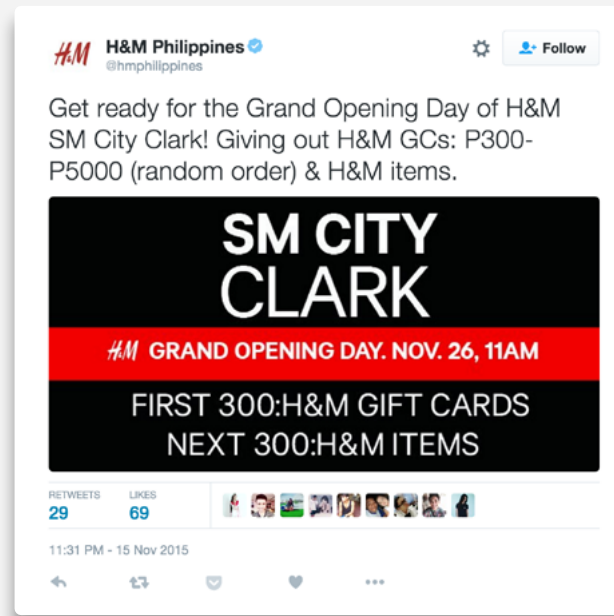 H&M H&M Philippines
@hmphilippines
Follow
Get ready for the Grand Opening Day of H&M
SM City Clark! Giving out H&M GCs: P300-
P5000 (random order) & H&M items.
SM CITY
CLARK
H&M GRAND OPENING DAY. NOV. 26, 11AM
FIRST 300:H&M GIFT CARDS
NEXT 300:H&M ITEMS
RETWEETS LIKES
29 69
11:31 PM - 15 Nov 2015